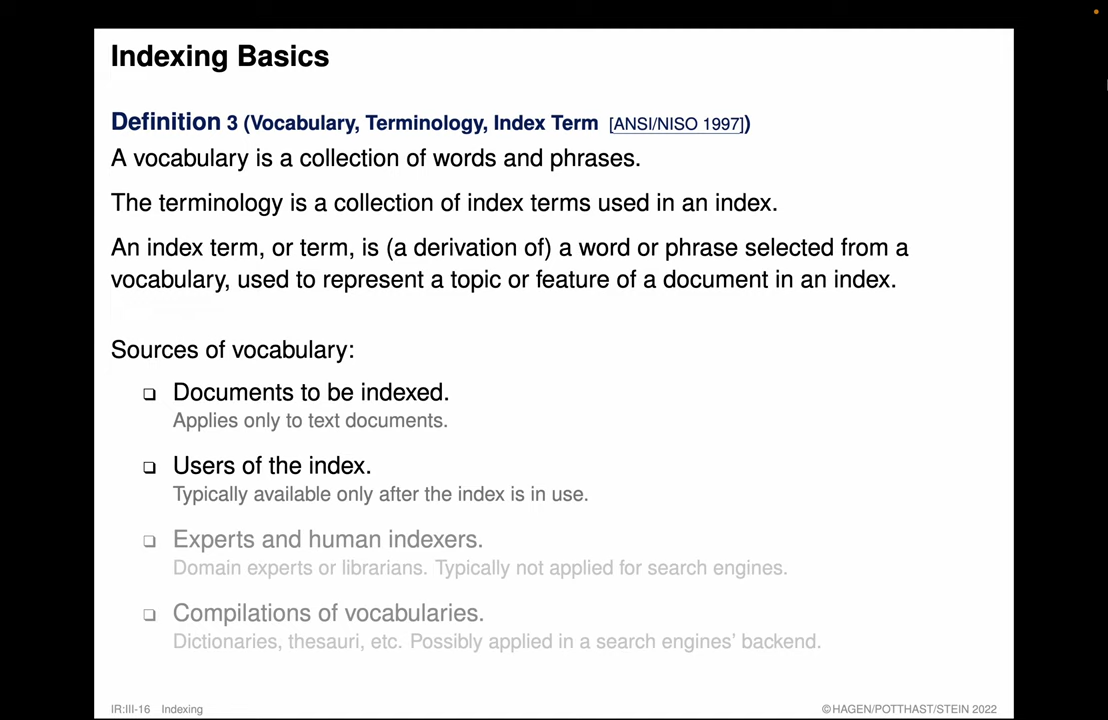 Indexing Basics
Definition 3 (Vocabulary, Terminology, Index Term [ANSI/NISO 1997])
A vocabulary is a collection of words and phrases.
The terminology is a collection of index terms used in an index.
An index term, or term, is (a derivation of) a word or phrase selected from a
vocabulary, used to represent a topic or feature of a document in an index.
Sources of vocabulary:
❑ Documents to be indexed.
Applies only to text documents.
❑ Users of the index.
Typically available only after the index is in use.
❑ Experts and human indexers.
Domain experts or librarians. Typically not applied for search engines.
❑ Compilations of vocabularies.
Dictionaries, thesauri, etc. Possibly applied in a search engines’ backend.
IR:III-16 Indexing
©HAGEN/POTTHAST/STEIN 2022